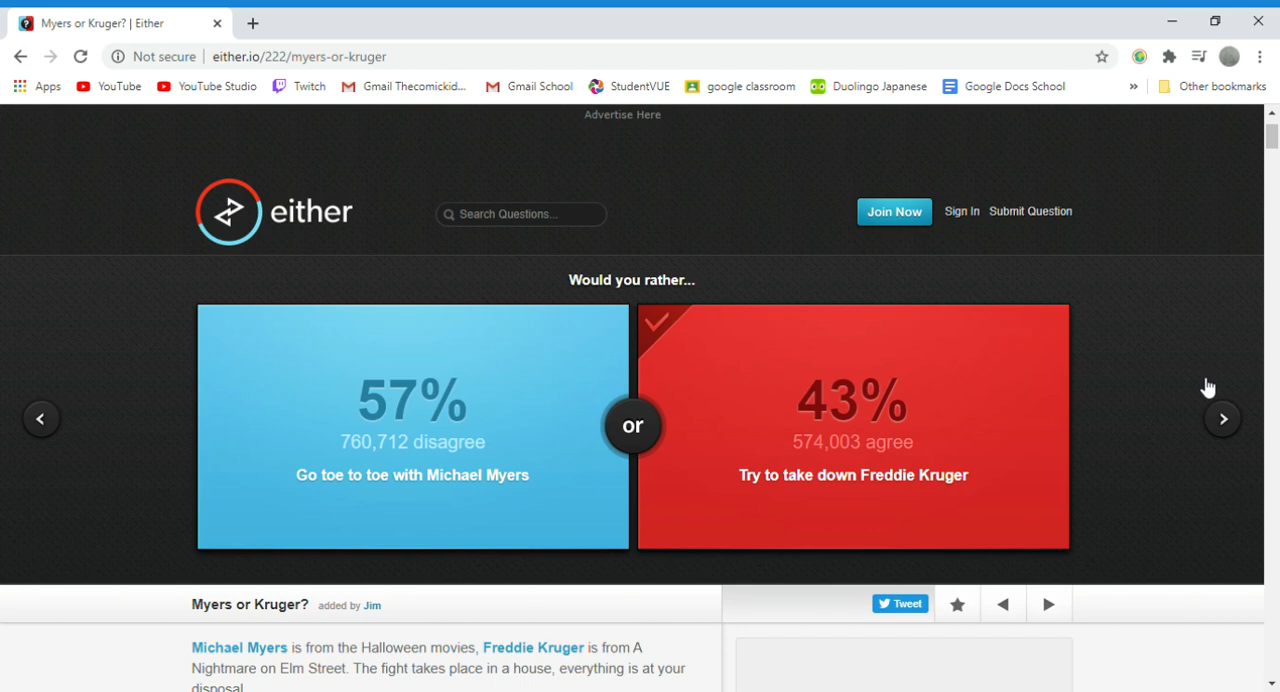 Myers or Kruger? | Either
Not secure | either.io/222/myers-or-kruger
Apps YouTube YouTube Studio Twitch Gmail Thecomickid... Gmail School StudentVUE google classroom Duolingo Japanese Google Docs School » Other bookmarks
Advertise Here
either
Search Questions...
Join Now Sign In Submit Question
Would you rather...
57%
760,712 disagree
Go toe to toe with Michael Myers
or
43%
574,003 agree
Try to take down Freddie Kruger
Myers or Kruger? added by Jim
Tweet
Michael Myers is from the Halloween movies, Freddie Kruger is from A
Nightmare on Elm Street. The fight takes place in a house, everything is at your
disposal